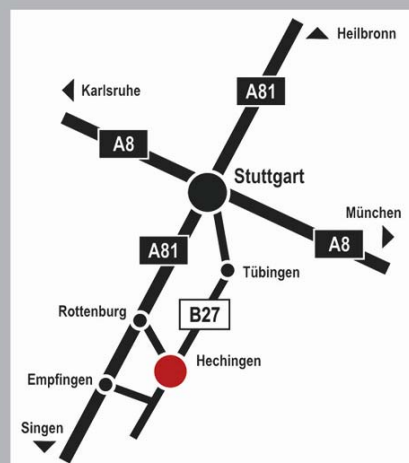 Heilbronn
Karlsruhe
A81
A8
Stuttgart
München
A81
A8
Tübingen
Rottenburg
B27
Hechingen
Empfingen
Singen